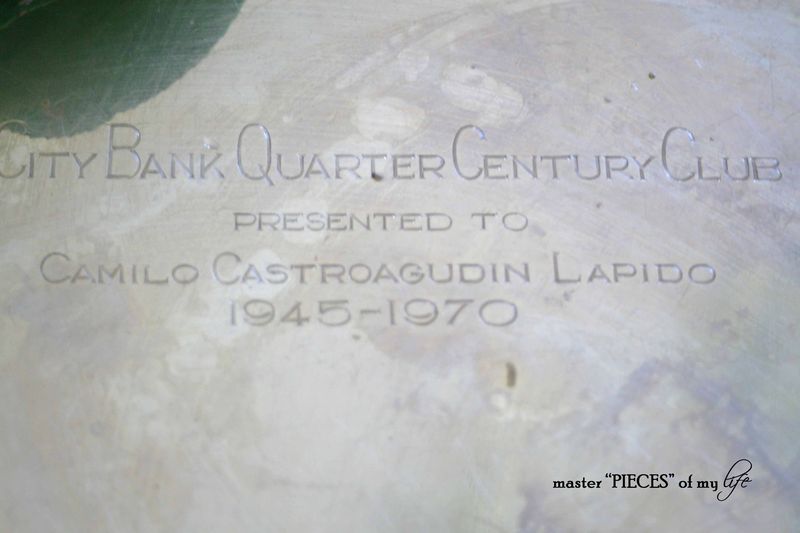 City Bank Quarter Century Club
PRESENTED TO
Camilo Castroagudin Lapido
1945-1970
master "PIECES" of my life